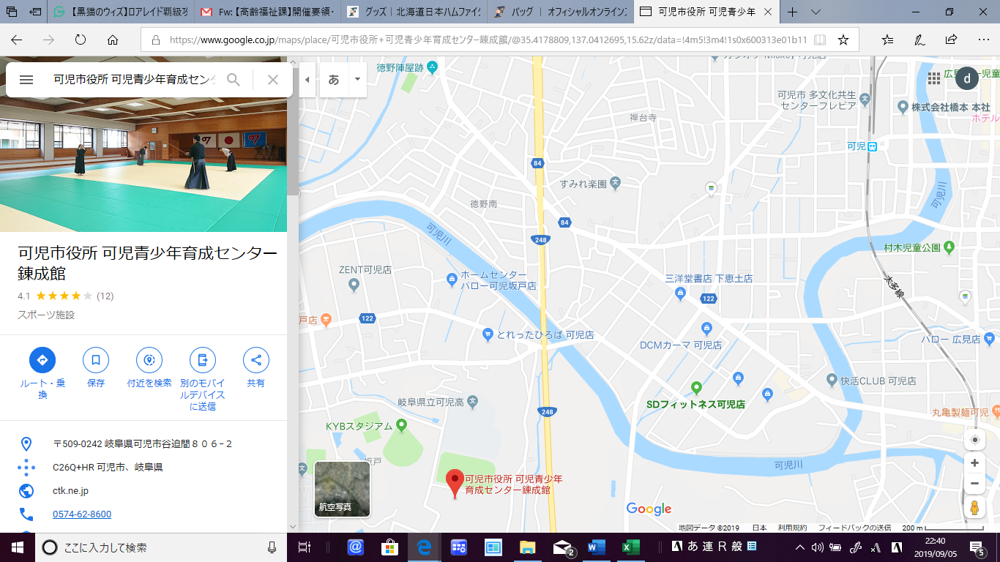 【黒猫のウィズ】ロアレイド覇級攻
Fw: 【高齢福祉課】開催要領・
グッズ｜北海道日本ハムファイタ
バッグ ｜ オフィシャルオンライン
可児市役所 可児青少年
https://www.google.co.jp/maps/place/可児市役所+可児青少年育成センター錬成館/@35.4178809,137.0412695,15.62z/data=!4m5!3m4!1s0x600313e01b11
可児市役所 可児青少年育成セン
あ
可児市役所 可児青少年育成センター
錬成館
4.1
(12)
スポーツ施設
ルート・乗
換
保存
付近を検索
別のモバイ
ルデバイス
に送信
共有
〒509-0242 岐阜県可児市谷迫間８０６−２
C26Q+HR 可児市、岐阜県
ctk.ne.jp
0574-62-8600
徳野陣屋跡
可児市 多文化共生
センターフレビア
d
株式会社橋本 本社
ホテル
禅台寺
可児
84
すみれ楽園
徳野南
可児川
84
248
可児川
村木児童公園
ZENT可児店
ホームセンター
バロー可児坂戸店
三洋堂書店 下恵土店
122
太多線
戸店
122
とれったひろば 可児店
DCMカーマ 可児店
バロー 広見店
快活CLUB 可児店
SDフィットネス可児店
岐阜県立可児高
248
丸亀製麺可児
KYBスタジアム
坂戸
可児川
可児市役所 可児青少年
育成センター錬成館
航空写真
Google
地図データ ©2019
日本
利用規約
フィードバックの送信
200 m
ここに入力して検索
2
A あ 連 R 般
A
22:40
2019/09/05
5